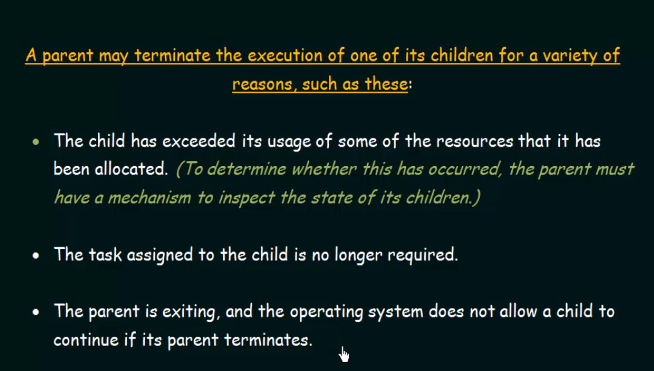 A parent may terminate the execution of one of its children for a variety of
reasons, such as these:
• The child has exceeded its usage of some of the resources that it has
been allocated. (To determine whether this has occurred, the parent must
have a mechanism to inspect the state of its children.)
• The task assigned to the child is no longer required.
• The parent is exiting, and the operating system does not allow a child to
continue if its parent terminates.